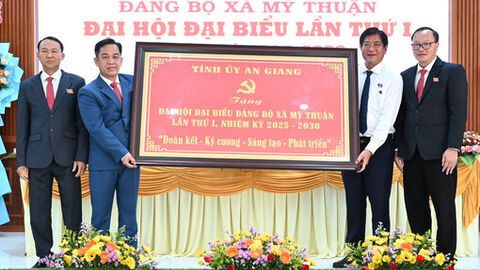 ĐẢNG BỘ XÃ MỸ THUẬN
ĐẠI HỘI ĐẠI BIỂU LẦN THỨ I
TỈNH ỦY AN GIANG
Tặng
ĐẠI HỘI ĐẠI BIỂU ĐẢNG BỘ XÃ MỸ THUẬN
LẦN THỨ I, NHIỆM KỲ 2025 - 2030
"Đoàn kết - Kỷ cương - Sáng tạo - Phát triển"